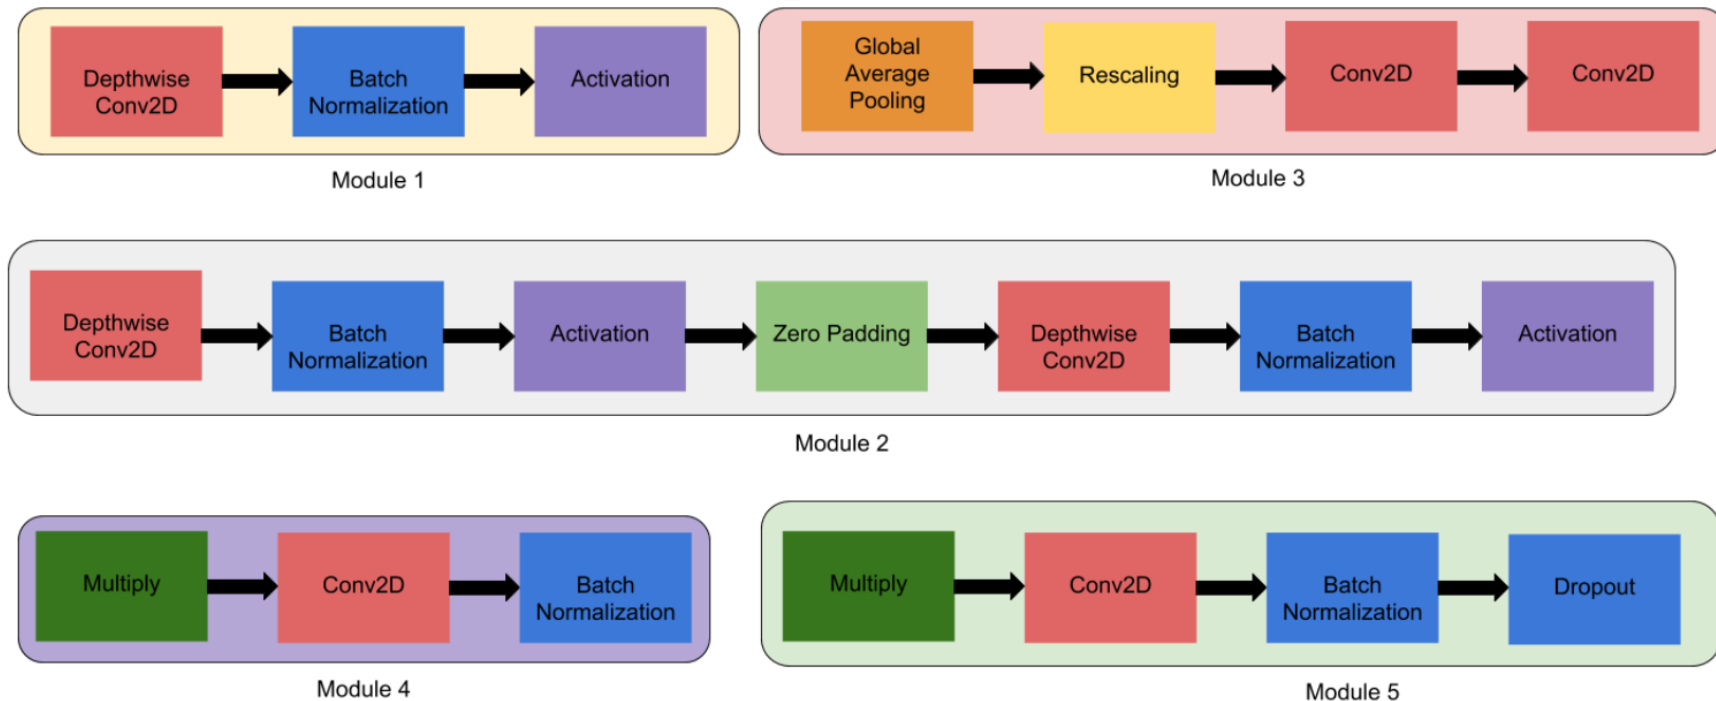 Depthwise
Conv2D
Batch
Normalization
Activation
Module 1
Global
Average
Pooling
Rescaling
Conv2D
Conv2D
Module 3
Depthwise
Conv2D
Batch
Normalization
Activation
Zero Padding
Depthwise
Conv2D
Batch
Normalization
Activation
Module 2
Multiply
Conv2D
Batch
Normalization
Module 4
Multiply
Conv2D
Batch
Normalization
Dropout
Module 5